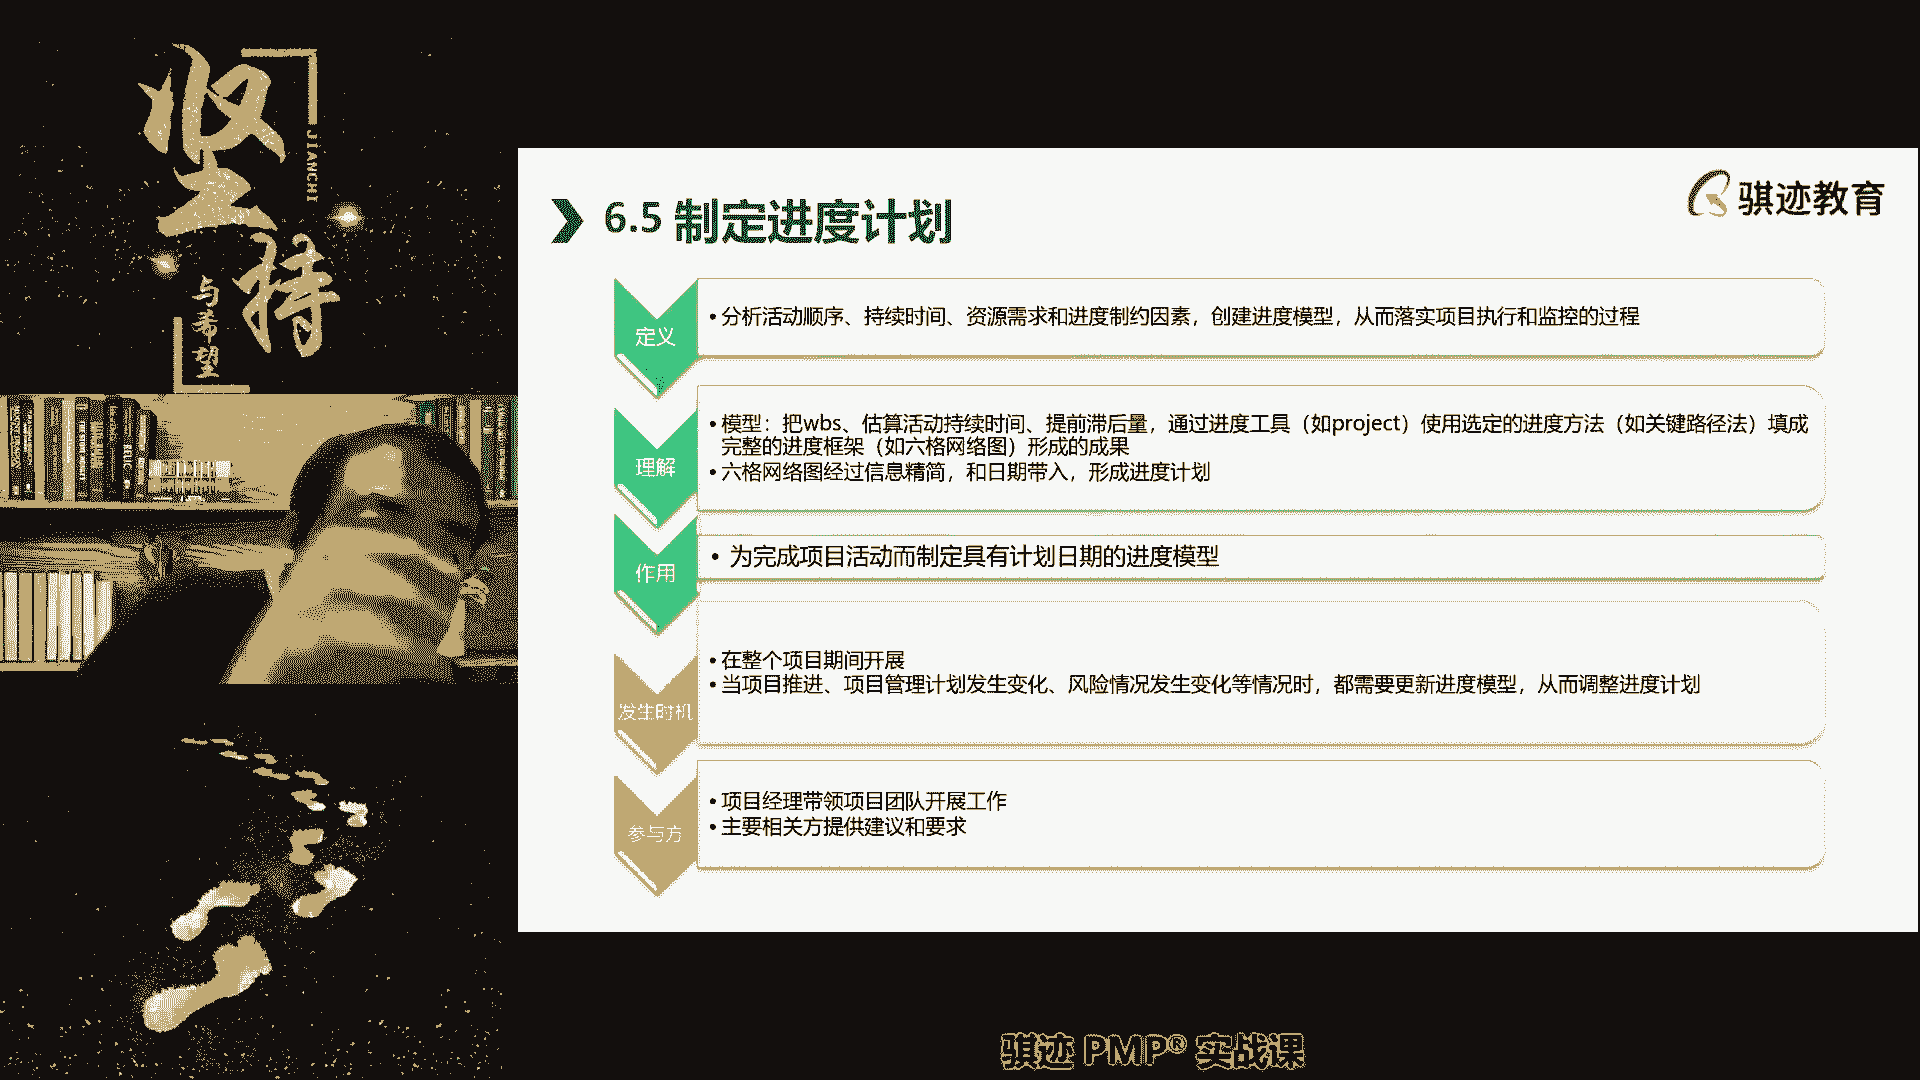 坚持
JIANCHI
与希望
骐迹教育
6.5 制定进度计划
定义
•分析活动顺序、持续时间、资源需求和进度制约因素，创建进度模型，从而落实项目执行和监控的过程
理解
•模型：把wbs、估算活动持续时间、提前滞后量，通过进度工具（如project）使用选定的进度方法（如关键路径法）填成
完整的进度框架（如六格网络图）形成的成果
•六格网络图经过信息精简，和日期带入，形成进度计划
作用
• 为完成项目活动而制定具有计划日期的进度模型
发生时机
•在整个项目期间开展
•当项目推进、项目管理计划发生变化、风险情况发生变化等情况时，都需要更新进度模型，从而调整进度计划
参与方
•项目经理带领项目团队开展工作
•主要相关方提供建议和要求
骐迹 PMP® 实战课